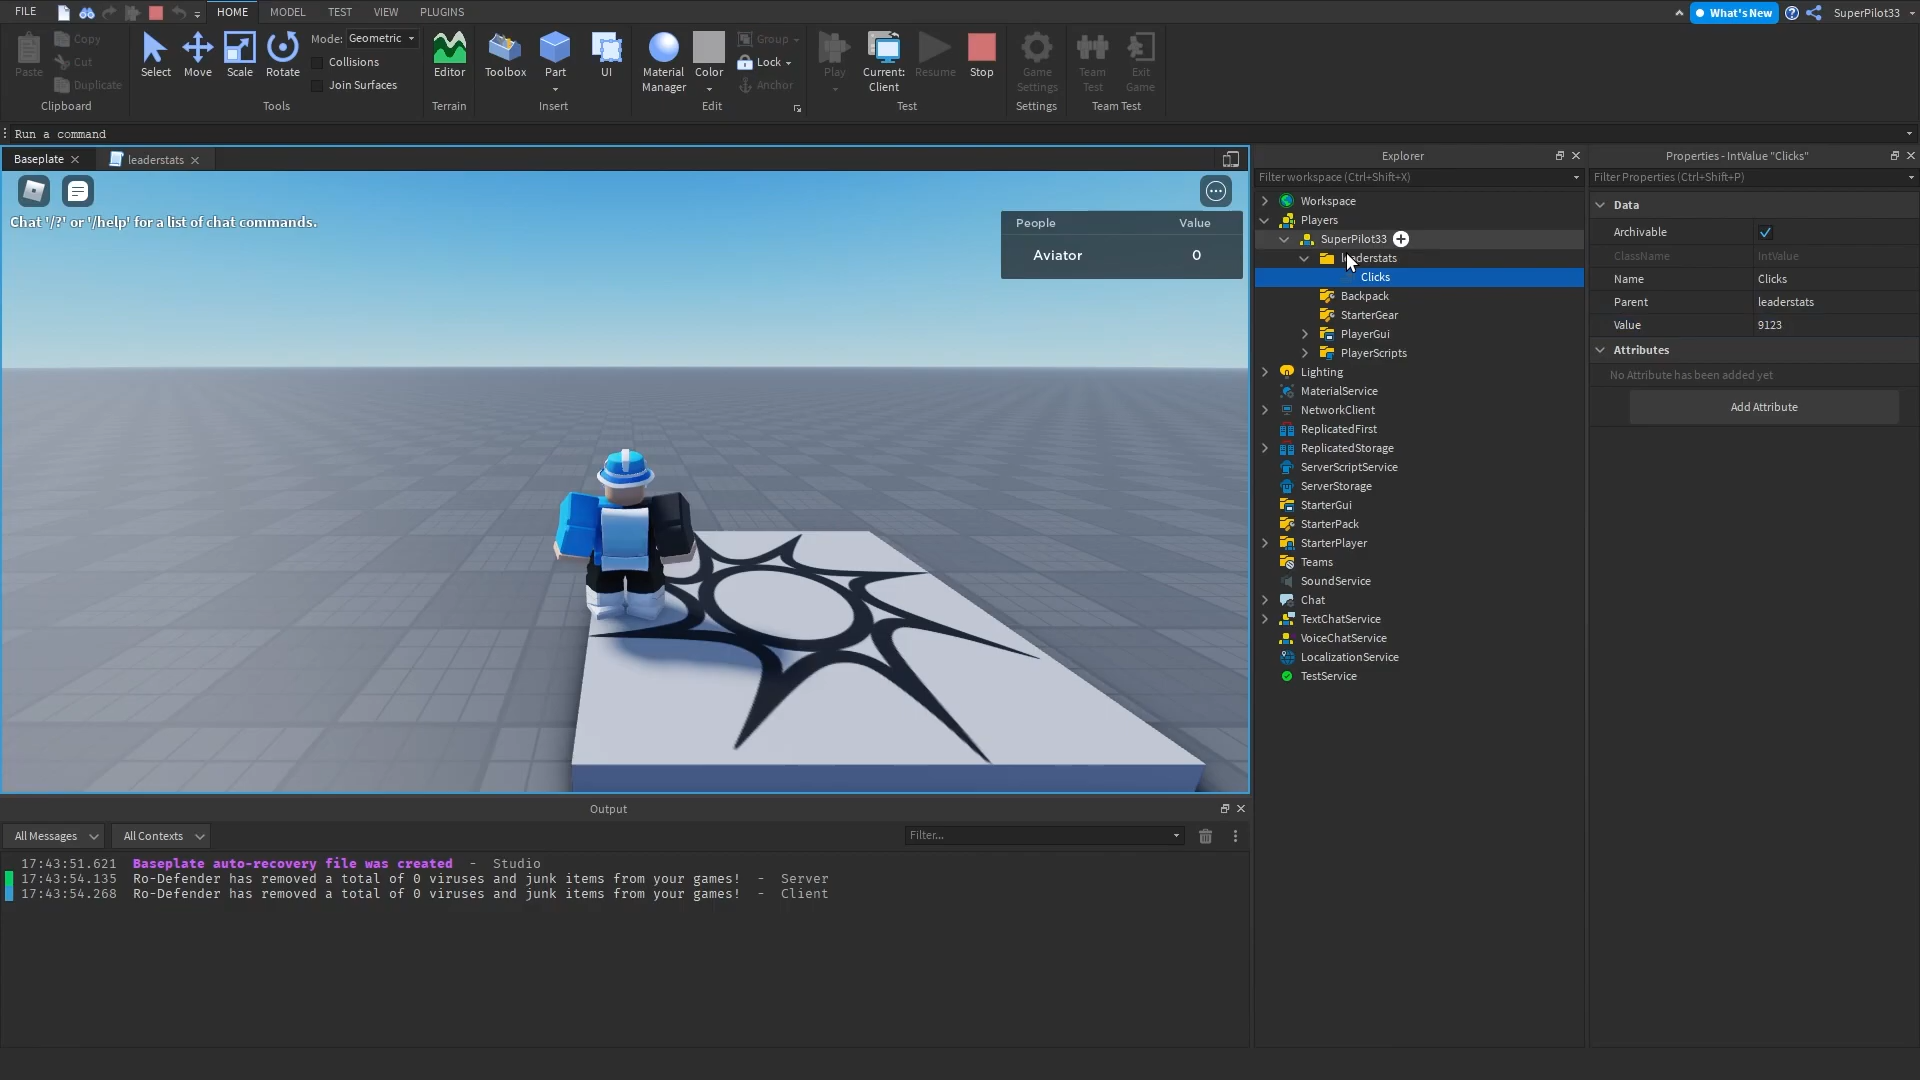 FILE
HOME
MODEL
TEST
VIEW
PLUGINS
What's New
SuperPilot33
Paste
Copy
Cut
Duplicate
Clipboard
Select
Move
Scale
Rotate
Mode: Geometric
Collisions
Join Surfaces
Tools
Editor
Terrain
Toolbox
Part
UI
Insert
Material
Manager
Color
Group
Lock
Anchor
Edit
Play
Current:
Client
Resume
Stop
Test
Game
Settings
Settings
Team
Test
Exit
Game
Team Test
Run a command
Baseplate
leaderstats
Chat '/?' or '/help' for a list of chat commands.
People Value
Aviator 0
Explorer
Filter workspace (Ctrl+Shift+X)
Workspace
Players
SuperPilot33
leaderstats
Clicks
Backpack
StarterGear
PlayerGui
PlayerScripts
Lighting
MaterialService
NetworkClient
ReplicatedFirst
ReplicatedStorage
ServerScriptService
ServerStorage
StarterGui
StarterPack
StarterPlayer
Teams
SoundService
Chat
TextChatService
VoiceChatService
LocalizationService
TestService
Properties - IntValue "Clicks"
Filter Properties (Ctrl+Shift+P)
Data
Archivable
ClassName IntValue
Name Clicks
Parent leaderstats
Value 9123
Attributes
No Attribute has been added yet
Add Attribute
Output
All Messages
All Contexts
Filter...
17:43:51.621 Baseplate auto-recovery file was created - Studio
17:43:54.135 Ro-Defender has removed a total of 0 viruses and junk items from your games! - Server
17:43:54.268 Ro-Defender has removed a total of 0 viruses and junk items from your games! - Client